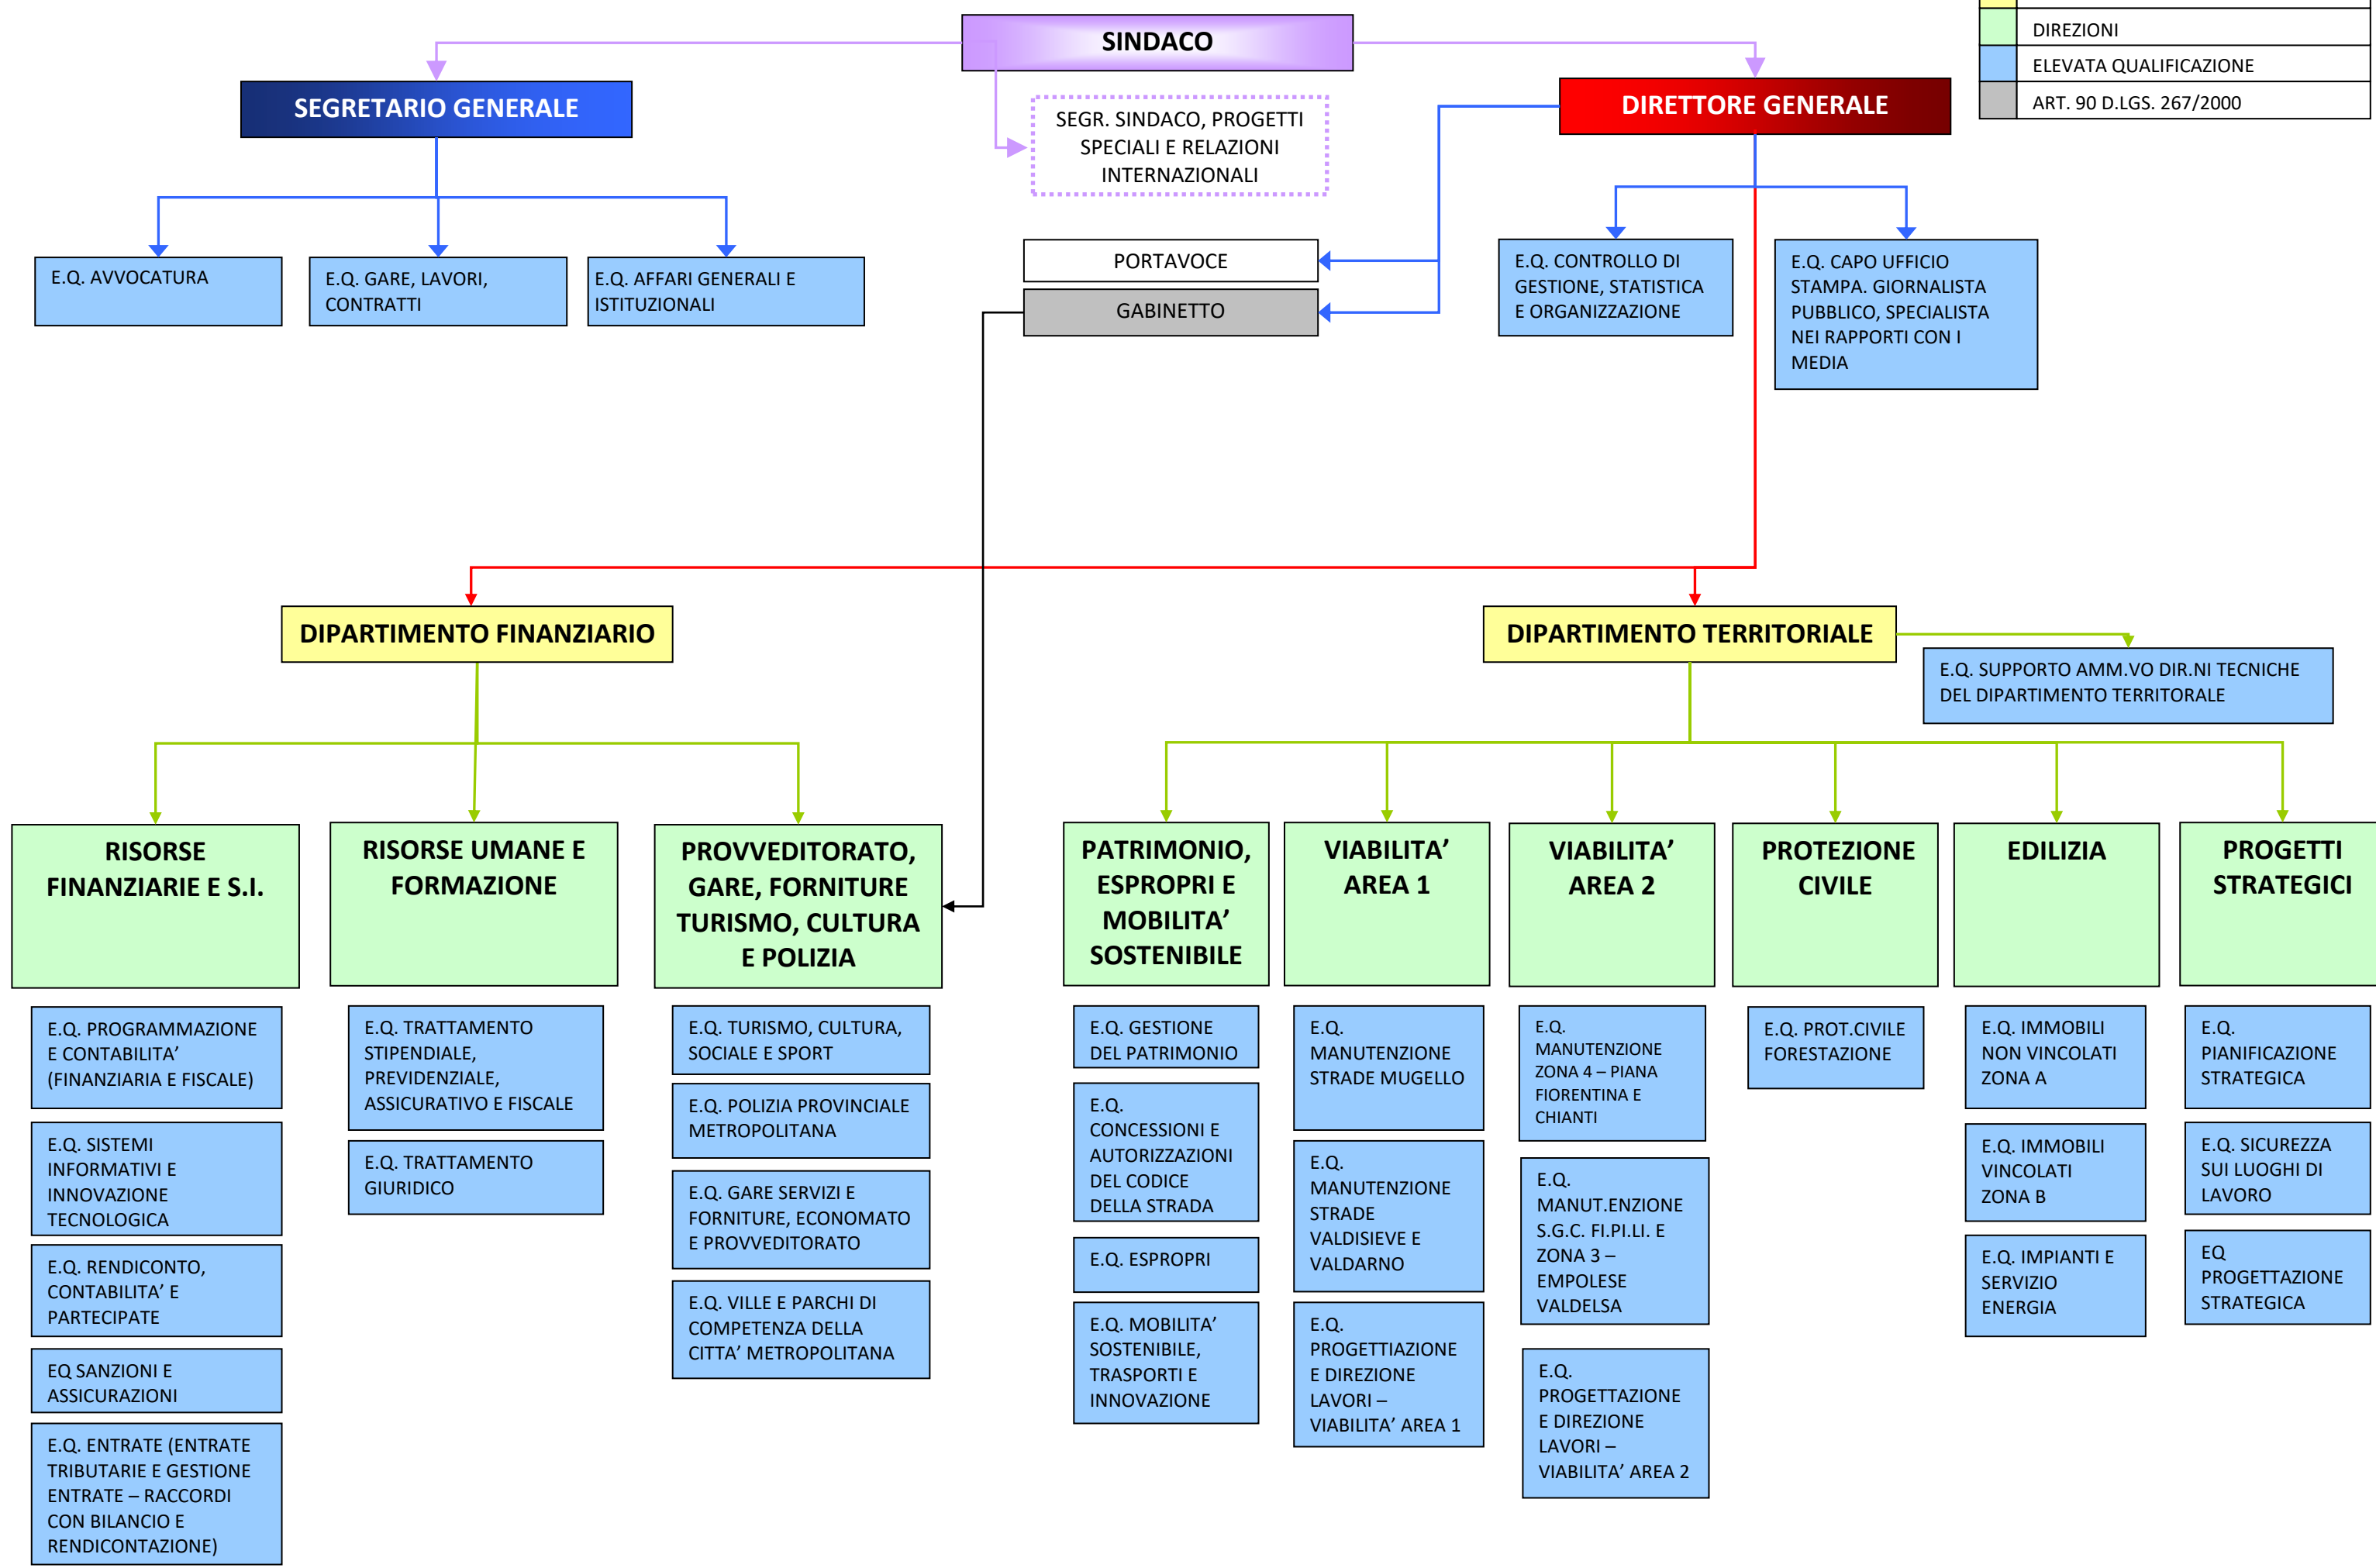 SINDACO
DIREZIONI
ELEVATA QUALIFICAZIONE
ART. 90 D.LGS. 267/2000
SEGRETARIO GENERALE
SEGR. SINDACO, PROGETTI
SPECIALI E RELAZIONI
INTERNAZIONALI
DIRETTORE GENERALE
E.Q. AVVOCATURA
E.Q. GARE, LAVORI,
CONTRATTI
E.Q. AFFARI GENERALI E
ISTITUZIONALI
PORTAVOCE
GABINETTO
E.Q. CONTROLLO DI
GESTIONE, STATISTICA
E ORGANIZZAZIONE
E.Q. CAPO UFFICIO
STAMPA. GIORNALISTA
PUBBLICO, SPECIALISTA
NEI RAPPORTI CON I
MEDIA
DIPARTIMENTO FINANZIARIO
DIPARTIMENTO TERRITORIALE
E.Q. SUPPORTO AMM.VO DIR.NI TECNICHE
DEL DIPARTIMENTO TERRITORALE
RISORSE
FINANZIARIE E S.I.
RISORSE UMANE E
FORMAZIONE
PROVVEDITORATO,
GARE, FORNITURE
TURISMO, CULTURA
E POLIZIA
PATRIMONIO,
ESPROPRI E
MOBILITA’
SOSTENIBILE
VIABILITA’
AREA 1
VIABILITA’
AREA 2
PROTEZIONE
CIVILE
EDILIZIA
PROGETTI
STRATEGICI
E.Q. PROGRAMMAZIONE
E CONTABILITA’
(FINANZIARIA E FISCALE)
E.Q. SISTEMI
INFORMATIVI E
INNOVAZIONE
TECNOLOGICA
E.Q. RENDICONTO,
CONTABILITA’ E
PARTECIPATE
EQ SANZIONI E
ASSICURAZIONI
E.Q. ENTRATE (ENTRATE
TRIBUTARIE E GESTIONE
ENTRATE – RACCORDI
CON BILANCIO E
RENDICONTAZIONE)
E.Q. TRATTAMENTO
STIPENDIALE,
PREVIDENZIALE,
ASSICURATIVO E FISCALE
E.Q. TRATTAMENTO
GIURIDICO
E.Q. TURISMO, CULTURA,
SOCIALE E SPORT
E.Q. POLIZIA PROVINCIALE
METROPOLITANA
E.Q. GARE SERVIZI E
FORNITURE, ECONOMATO
E PROVVEDITORATO
E.Q. VILLE E PARCHI DI
COMPETENZA DELLA
CITTA’ METROPOLITANA
E.Q. GESTIONE
DEL PATRIMONIO
E.Q.
CONCESSIONI E
AUTORIZZAZIONI
DEL CODICE
DELLA STRADA
E.Q. ESPROPRI
E.Q. MOBILITA’
SOSTENIBILE,
TRASPORTI E
INNOVAZIONE
E.Q.
MANUTENZIONE
STRADE MUGELLO
E.Q.
MANUTENZIONE
STRADE
VALDISIEVE E
VALDARNO
E.Q.
PROGETTIAZIONE
E DIREZIONE
LAVORI –
VIABILITA’ AREA 1
E.Q.
MANUTENZIONE
ZONA 4 – PIANA
FIORENTINA E
CHIANTI
E.Q.
MANUT.ENZIONE
S.G.C. FI.PI.LI. E
ZONA 3 –
EMPOLESE
VALDELSA
E.Q.
PROGETTAZIONE
E DIREZIONE
LAVORI –
VIABILITA’ AREA 2
E.Q. PROT.CIVILE
FORESTAZIONE
E.Q. IMMOBILI
NON VINCOLATI
ZONA A
E.Q. IMMOBILI
VINCOLATI
ZONA B
E.Q. IMPIANTI E
SERVIZIO
ENERGIA
E.Q.
PIANIFICAZIONE
STRATEGICA
E.Q. SICUREZZA
SUI LUOGHI DI
LAVORO
EQ
PROGETTAZIONE
STRATEGICA